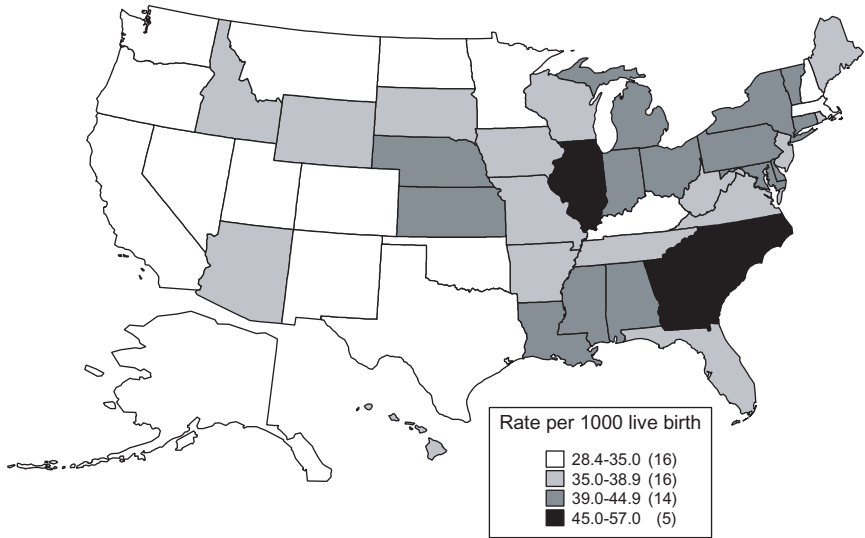 Rate per 1000 live birth
28.4-35.0 (16)
35.0-38.9 (16)
39.0-44.9 (14)
45.0-57.0 (5)